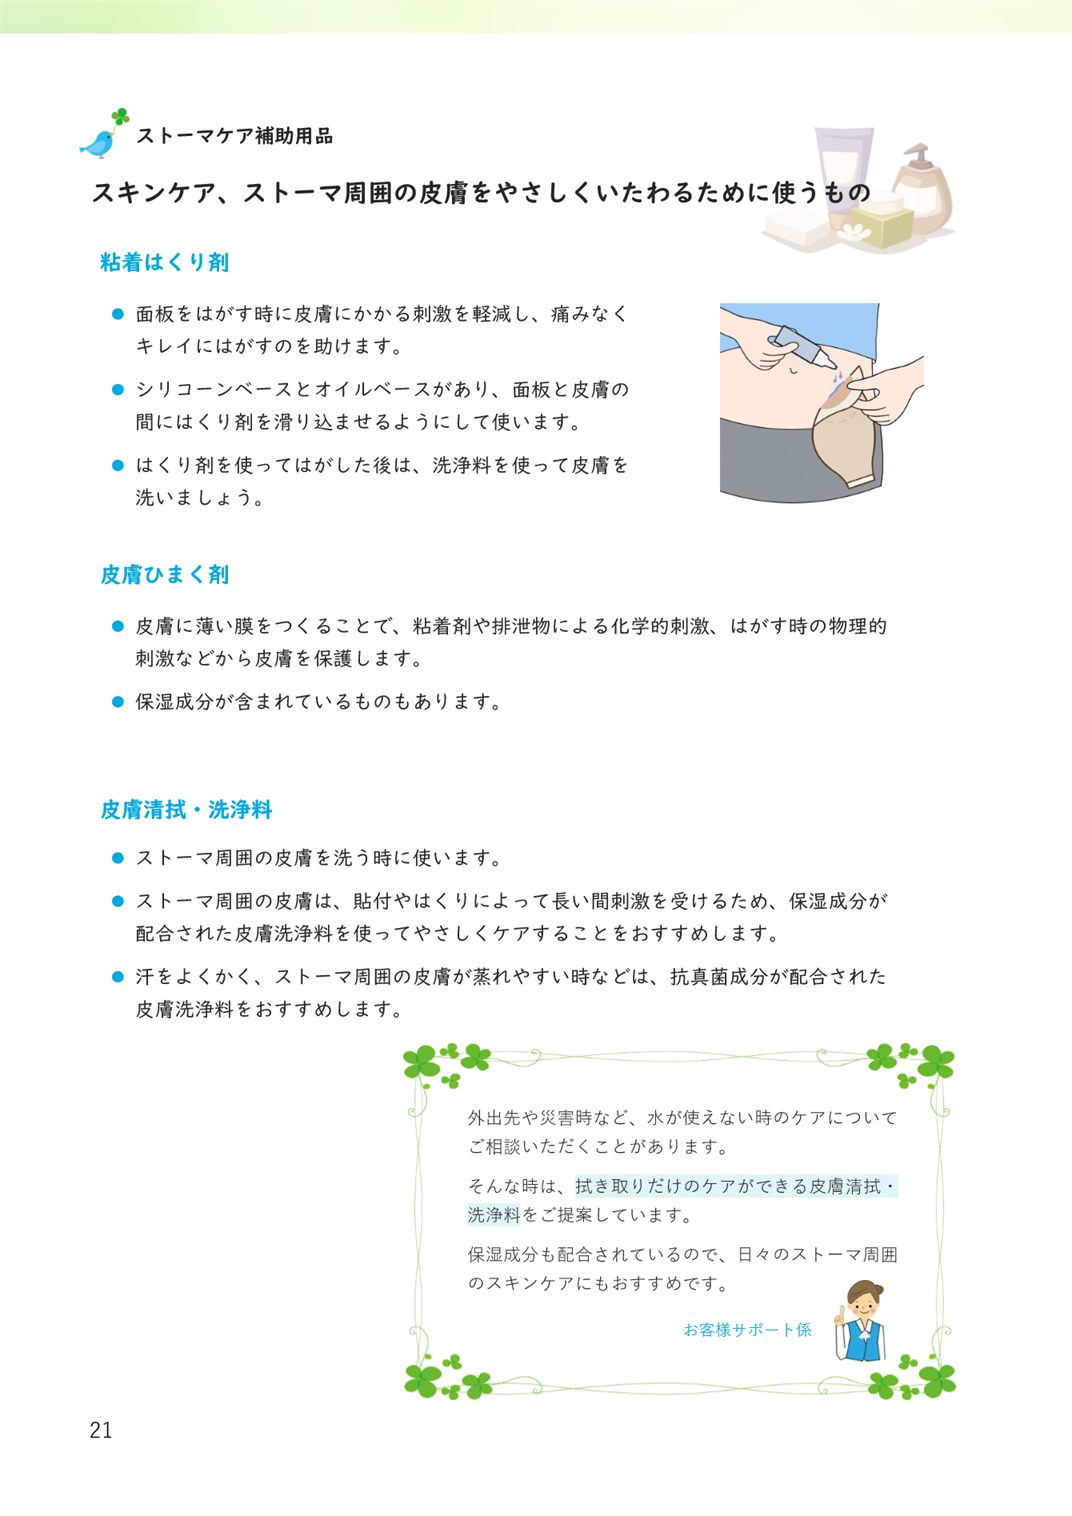 ストーマケア補助用品
スキンケア、ストーマ周囲の皮膚をやさしくいたわるために使うもの
粘着はくり剤
● 面板をはがす時に皮膚にかかる刺激を軽減し、痛みなく
キレイにはがすのを助けます。
● シリコーンベースとオイルベースがあり、面板と皮膚の
間にはくり剤を滑り込ませるようにして使います。
● はくり剤を使ってはがした後は、洗浄料を使って皮膚を
洗いましょう。
皮膚ひまく剤
● 皮膚に薄い膜をつくることで、粘着剤や排泄物による化学的刺激、はがす時の物理的
刺激などから皮膚を保護します。
● 保湿成分が含まれているものもあります。
皮膚清拭・洗浄料
● ストーマ周囲の皮膚を洗う時に使います。
● ストーマ周囲の皮膚は、貼付やはくりによって長い間刺激を受けるため、保湿成分が
配合された皮膚洗浄料を使ってやさしくケアすることをおすすめします。
● 汗をよくかく、ストーマ周囲の皮膚が蒸れやすい時などは、抗真菌成分が配合された
皮膚洗浄料をおすすめします。
外出先や災害時など、水が使えない時のケアについて
ご相談いただくことがあります。
そんな時は、拭き取りだけのケアができる皮膚清拭・
洗浄料をご提案しています。
保湿成分も配合されているので、日々のストーマ周囲
のスキンケアにもおすすめです。
お客様サポート係
21